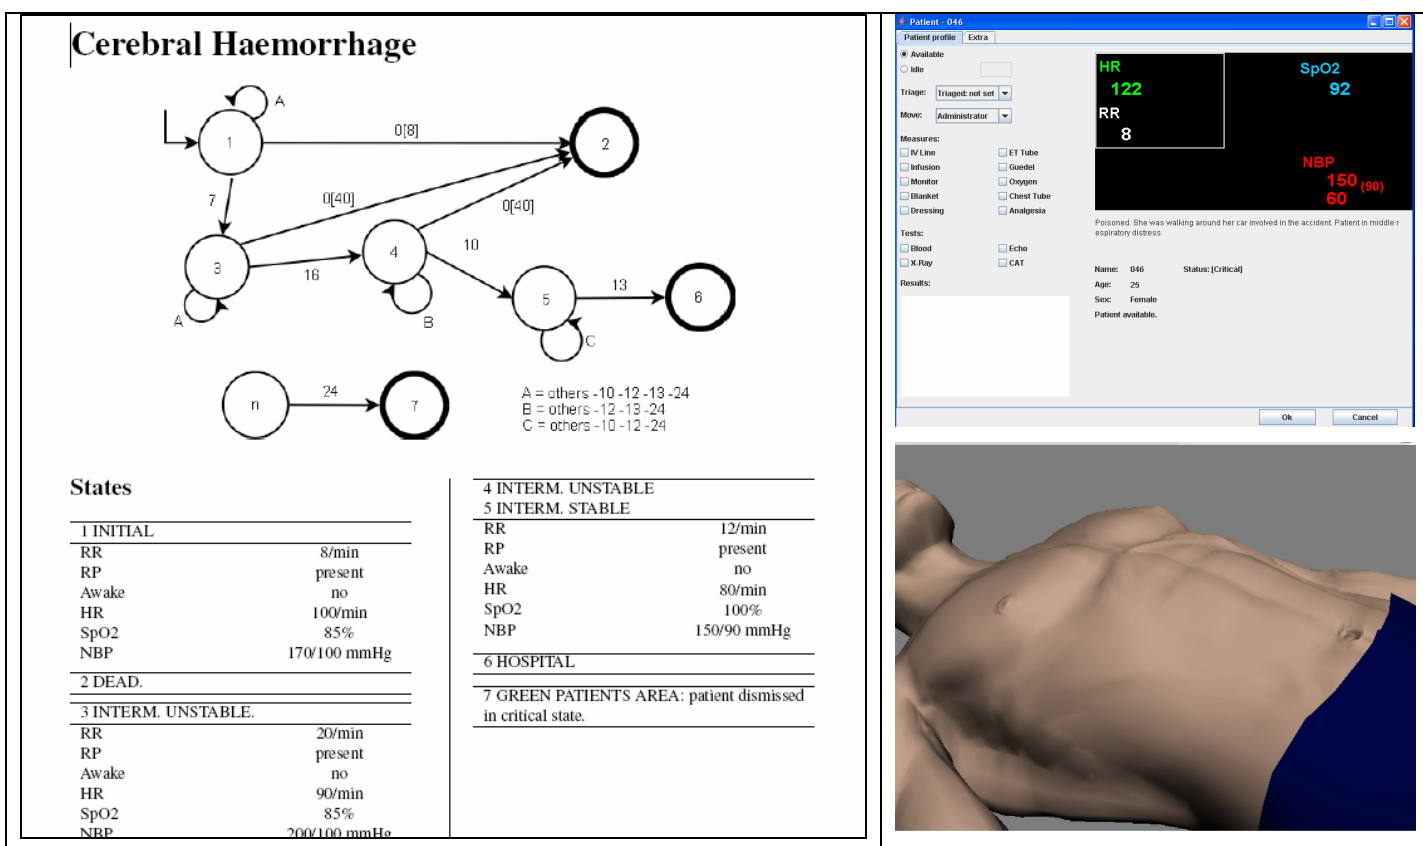 Cerebral Haemorrhage
A
1
0[8]
2
7
0[40]
0[40]
3
16
4
10
5
13
6
A
B
C
n
24
7
A = others -10 -12 -13 -24
B = others -12 -13 -24
C = others -10 -12 -24
States
1 INITIAL
RR 8/min
RP present
Awake no
HR 100/min
SpO2 85%
NBP 170/100 mmHg
2 DEAD.
3 INTERM. UNSTABLE.
RR 20/min
RP present
Awake no
HR 90/min
SpO2 85%
NBP 200/100 mmHg
4 INTERM. UNSTABLE
5 INTERM. STABLE
RR 12/min
RP present
Awake no
HR 80/min
SpO2 100%
NBP 150/90 mmHg
6 HOSPITAL
7 GREEN PATIENTS AREA: patient dismissed
in critical state.
Patient - 046
Patient profile Extra
Available
Idle
Triage: Triaged: not set
Move: Administrator
Measures:
IV Line ET Tube
Infusion Guedel
Monitor Oxygen
Blanket Chest Tube
Dressing Analgesia
Tests:
Blood Echo
X-Ray CAT
Results:
HR
122
RR
8
SpO2
92
NBP
150 (90)
60
Poisoned. She was walking around her car involved in the accident. Patient in middle r
espiratory distress
Name: 046 Status: [Critical]
Age: 25
Sex: Female
Patient available.
Ok Cancel